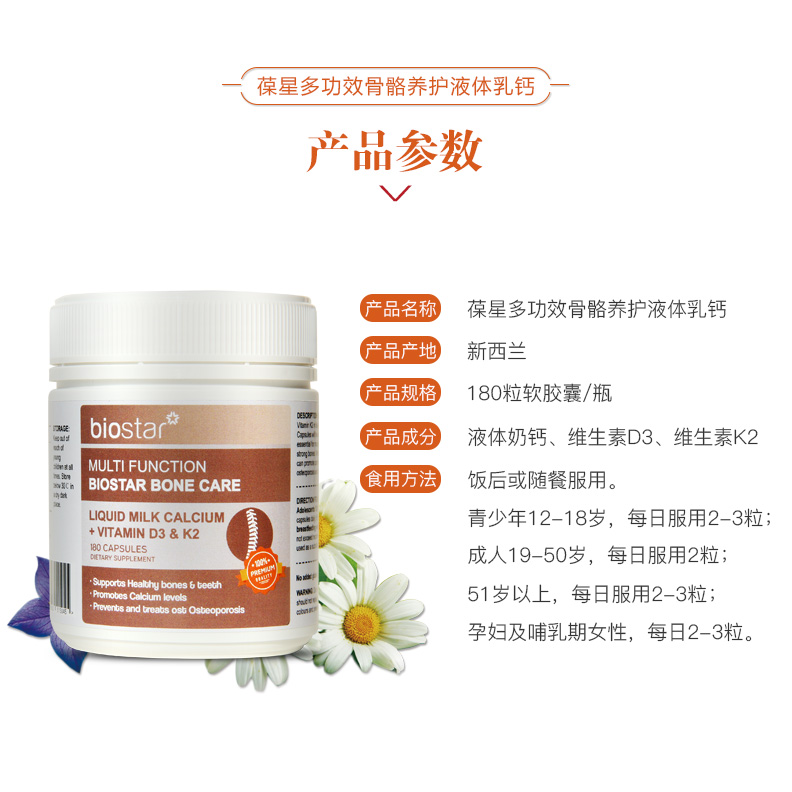 葆星多功效骨骼养护液体乳钙
产品参数
产品名称 葆星多功效骨骼养护液体乳钙
产品产地 新西兰
产品规格 180粒软胶囊/瓶
产品成分 液体奶钙、维生素D3、维生素K2
食用方法 饭后或随餐服用。
青少年12-18岁，每日服用2-3粒；
成人19-50岁，每日服用2粒；
51岁以上，每日服用2-3粒；
孕妇及哺乳期女性，每日2-3粒。
biostar
MULTI FUNCTION
BIOSTAR BONE CARE
LIQUID MILK CALCIUM
+ VITAMIN D3 & K2
180 CAPSULES
DIETARY SUPPLEMENT
100%
PREMIUM
QUALITY
· Supports Healthy bones & teeth
· Promotes Calcium levels
· Prevents and treats ost Osteoporosis
STORAGE: